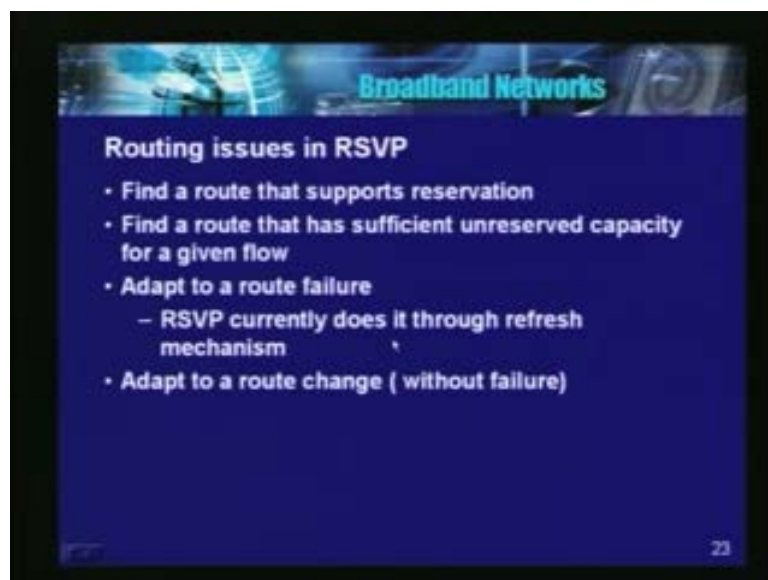 Broadband Networks
Routing issues in RSVP
• Find a route that supports reservation
• Find a route that has sufficient unreserved capacity
for a given flow
• Adapt to a route failure
– RSVP currently does it through refresh
mechanism
• Adapt to a route change ( without failure)
23